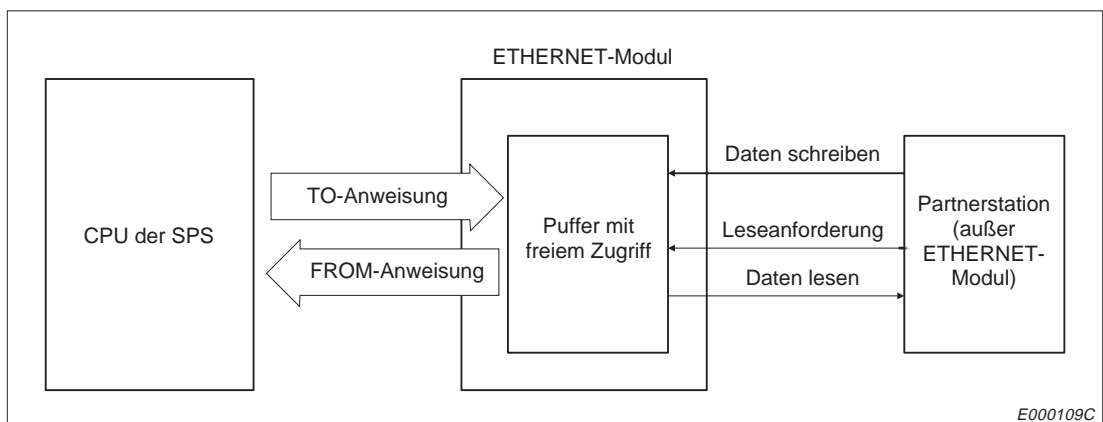 ETHERNET-Modul
CPU der SPS
TO-Anweisung
FROM-Anweisung
Puffer mit
freiem Zugriff
Daten schreiben
Leseanforderung
Daten lesen
Partnerstation
(außer
ETHERNET-
Modul)
E000109C